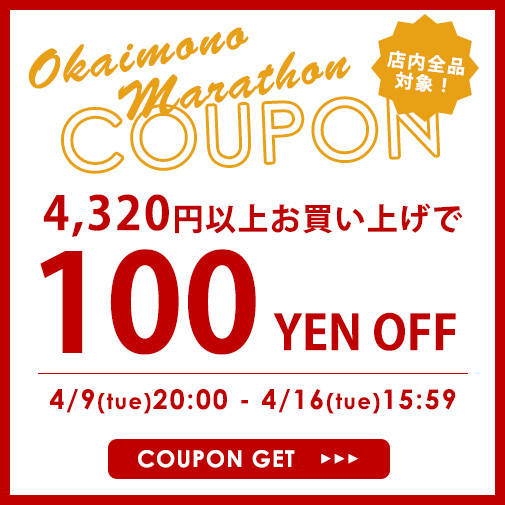 Okaimono
Marathon
COUPON
店内全品
対象！
4,320円以上お買い上げで
100 YEN OFF
4/9(tue)20:00 - 4/16(tue)15:59
COUPON GET ►►►